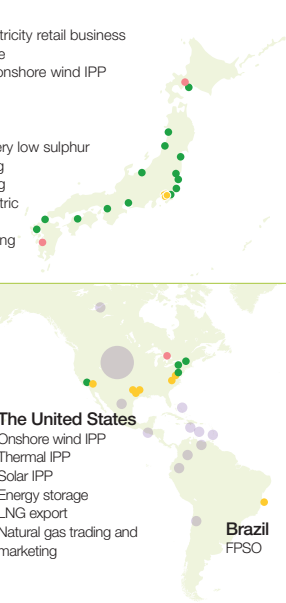 tricity retail business
e
onshore wind IPP
ery low sulphur
g
g
tric
ng
The United States
Onshore wind IPP
Thermal IPP
Solar IPP
Energy storage
LNG export
Natural gas trading and
marketing
Brazil
FPSO